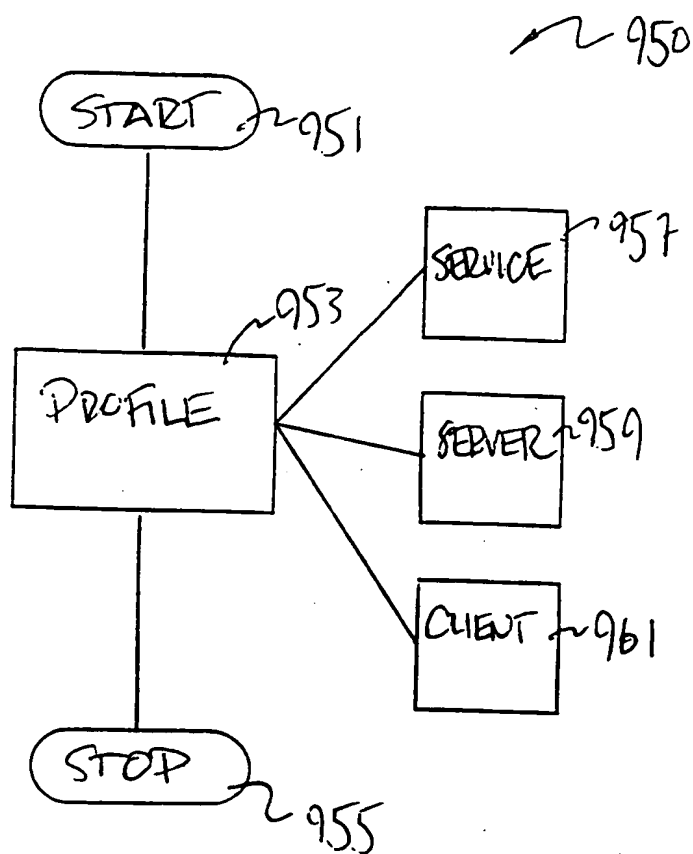 950
START
951
957
SERVICE
953
PROFILE
SERVER
959
CLIENT
961
STOP
955